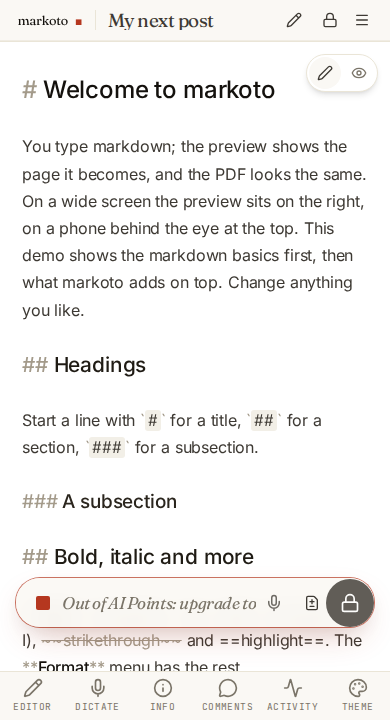 markoto My next post
# Welcome to markoto
You type markdown; the preview shows the
page it becomes, and the PDF looks the same.
On a wide screen the preview sits on the right,
on a phone behind the eye at the top. This
demo shows the markdown basics first, then
what markoto adds on top. Change anything
you like.
## Headings
Start a line with `#` for a title, `##` for a
section, `###` for a subsection.
### A subsection
## Bold, italic and more
Out of AI Points: upgrade to
I), ~~strikethrough~~ and ==highlight==. The
**Format** menu has the rest.
EDITOR DICTATE INFO COMMENTS ACTIVITY THEME